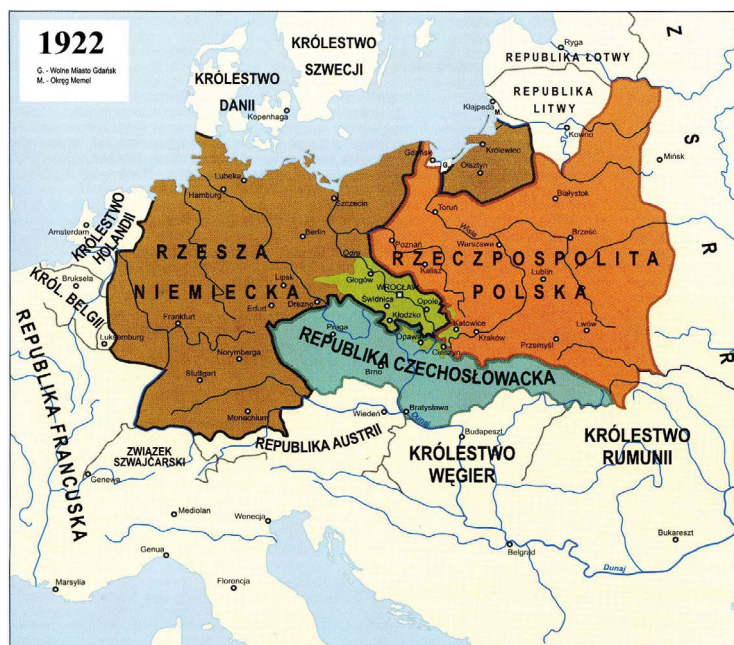 1922
G. - Wolne Miasto Gdańsk
M. - Okręg Memel
KRÓLESTWO
SZWECJI
KRÓLESTWO
DANII
Kopenhaga
Ryga
REPUBLIKA ŁOTWY
REPUBLIKA
LITWY
Kłajpeda
M.
Kowno
Z
S
R
R
Mińsk
Gdańsk
G.
Królewiec
Olsztyn
Lubeka
Hamburg
Szczecin
Białystok
Toruń
Amsterdam
KRÓLESTWO
HOLANDII
Berlin
Odra
Poznań
Wisła
Warszawa
Brześć
RZESZA
NIEMIECKA
RZECZPOSPOLITA
POLSKA
Kalisz
Lublin
Bruksela
KRÓL. BELGII
Lipsk
Drezno
Erfurt
Głogów
WROCŁAW
Świdnica
Opole
Kłodzko
Frankfurt
Luksemburg
Praga
Opawa
Katowice
Kraków
Cieszyn
Lwów
Przemyśl
REPUBLIKA CZECHOSŁOWACKA
Norymberga
Brno
Stuttgart
Monachium
Wiedeń
Bratysława
Dunaj
REPUBLIKA FRANCUSKA
REPUBLIKA AUSTRII
Budapeszt
KRÓLESTWO
WĘGIER
KRÓLESTWO
RUMUNII
ZWIĄZEK
SZWAJCARSKI
Genewa
Mediolan
Wenecja
Genua
Marsylia
Florencja
Belgrad
Bukareszt
Dunaj